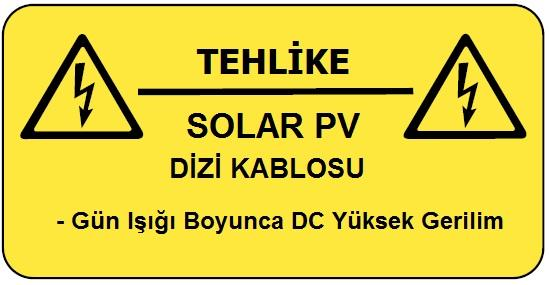 TEHLİKE
SOLAR PV
DİZİ KABLOSU
- Gün Işığı Boyunca DC Yüksek Gerilim